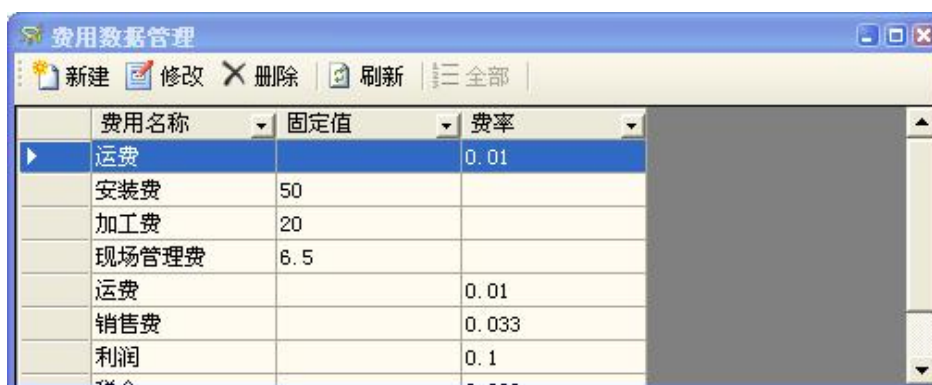 费用数据管理
新建 修改 删除 刷新 全部
费用名称 固定值 费率
运费 0.01
安装费 50
加工费 20
现场管理费 6.5
运费 0.01
销售费 0.033
利润 0.1